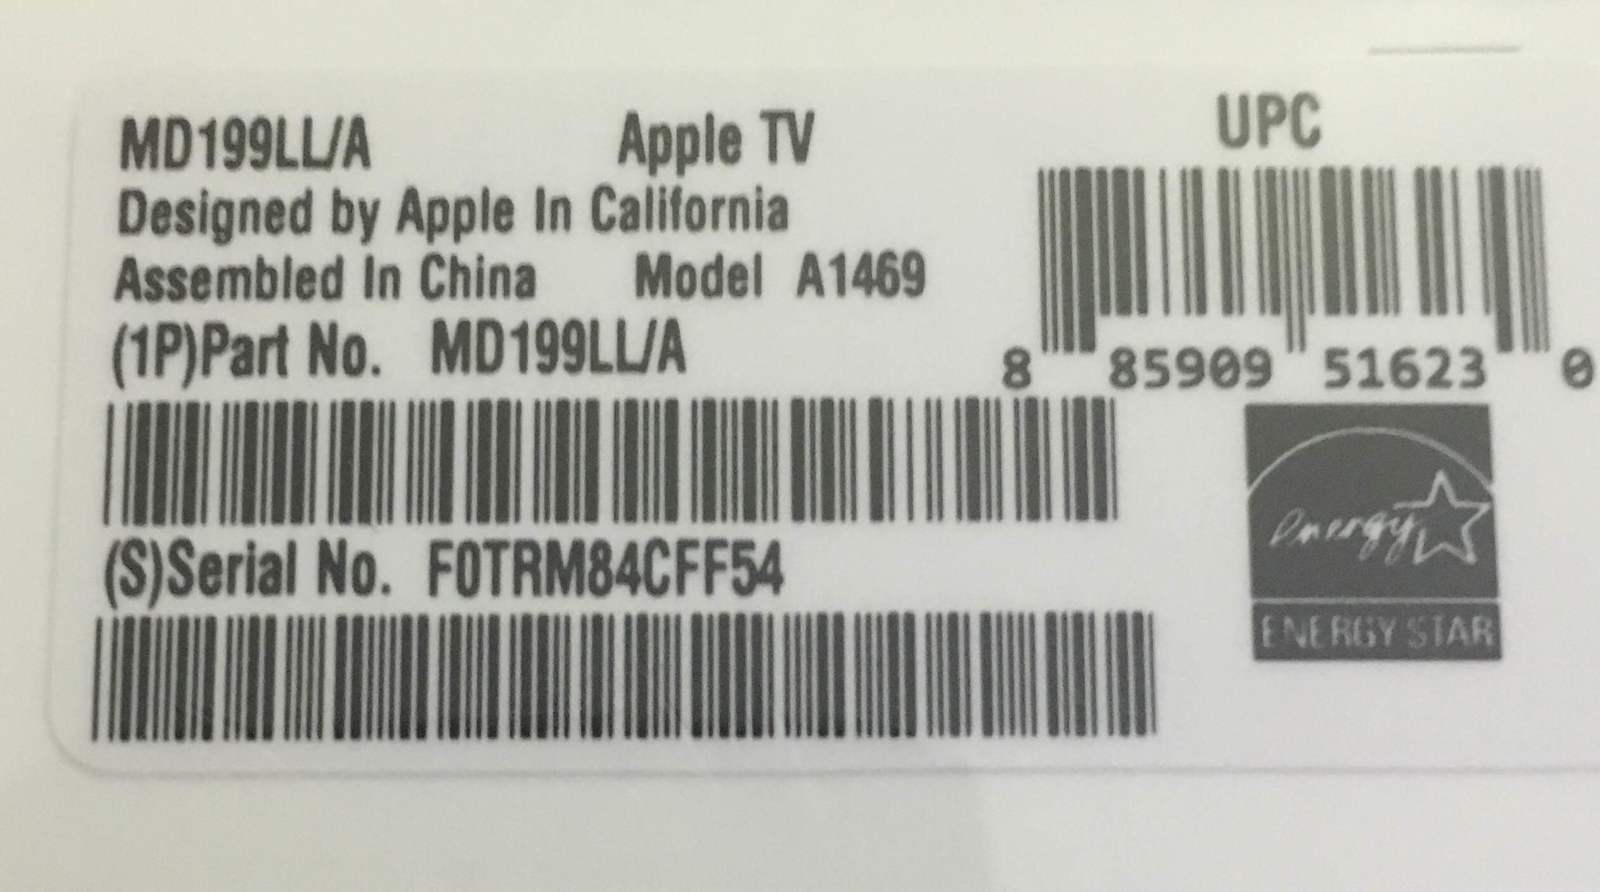 MD199LL/A Apple TV
Designed by Apple In California
Assembled In China Model A1469
(1P)Part No. MD199LL/A
(S)Serial No. F0TRM84CFF54
UPC
8 85909 51623 0
energy
ENERGY STAR